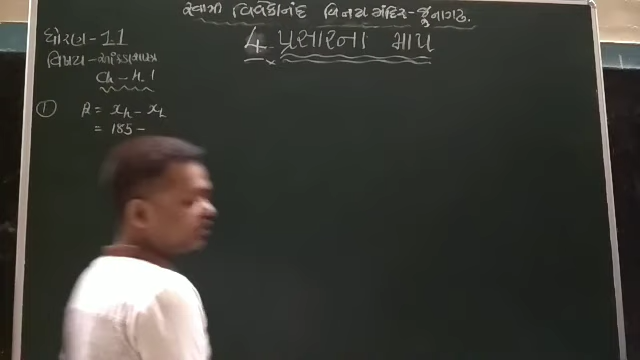 સ્વામી વિવેકાનંદ વિનય મંદિર - જૂનાગઢ.
ધોરણ - 11
4 પ્રસારના માપ
વિષય - આંકડાશાસ્ત્ર
Ch - 4.1
① R = xₕ - xₗ
= 185 -